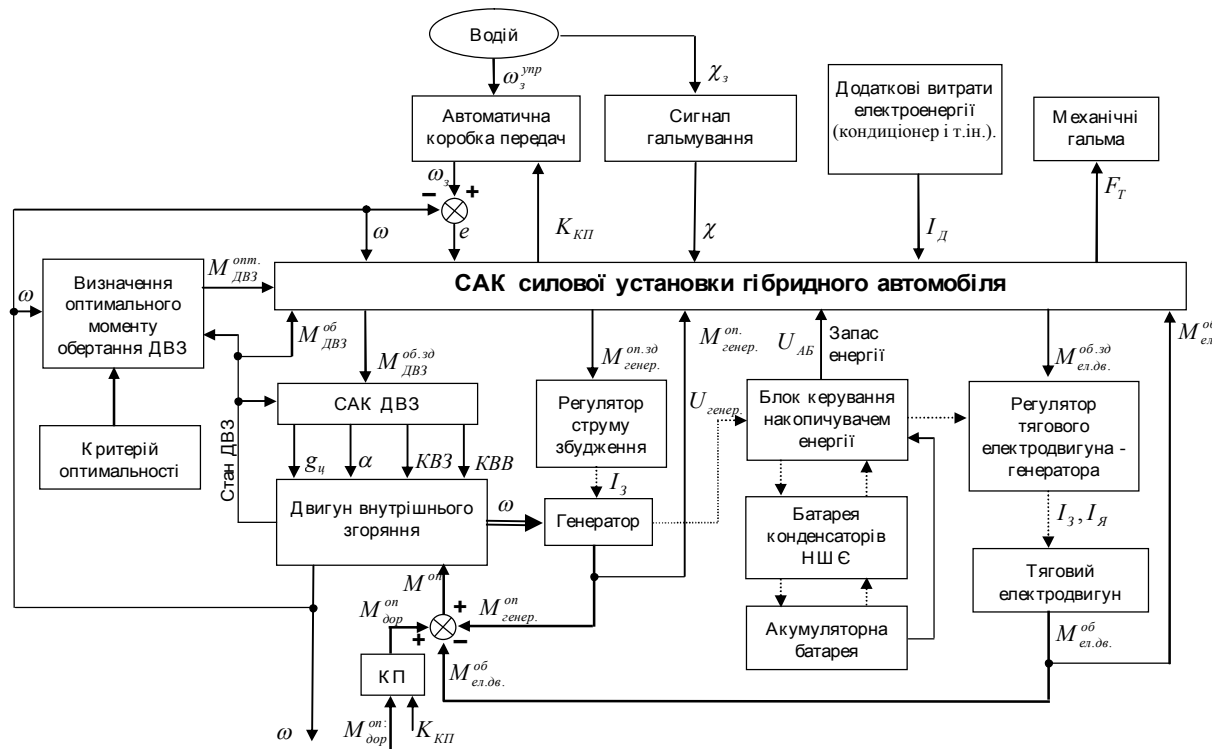 Водій
ω_з^упр
χ_з
Автоматична
коробка передач
Сигнал
гальмування
Додаткові витрати
електроенергії
(кондиціонер і т.ін.).
Механічні
гальма
ω_з
− +
F_T
ω
e
K_КП
χ
I_Д
Визначення
оптимального
моменту
обертання ДВЗ
M_ДВЗ^опт.
САК силової установки гібридного автомобіля
ω
M_ДВЗ^об
M_ДВЗ^об.зд
M_генер.^оп.зд
M_генер.^оп.
U_АБ
Запас
енергії
M_ел.дв.^об.зд
M_ел^об
САК ДВЗ
Регулятор
струму
збудження
U_генер.
Блок керування
накопичувачем
енергії
Регулятор
тягового
електродвигуна -
генератора
Критерій
оптимальності
Стан ДВЗ
g_ц
α
КВЗ
КВВ
I_З
I_З, I_Я
Двигун внутрішнього
згоряння
ω
Генератор
Батарея
конденсаторів
НШЄ
Тяговий
електродвигун
M^оп
M_дор^оп
+
M_генер.^оп
+
−
Акумуляторна
батарея
M_ел.дв.^об
КП
M_ел.дв.^об
ω
M_дор^оп.
K_КП